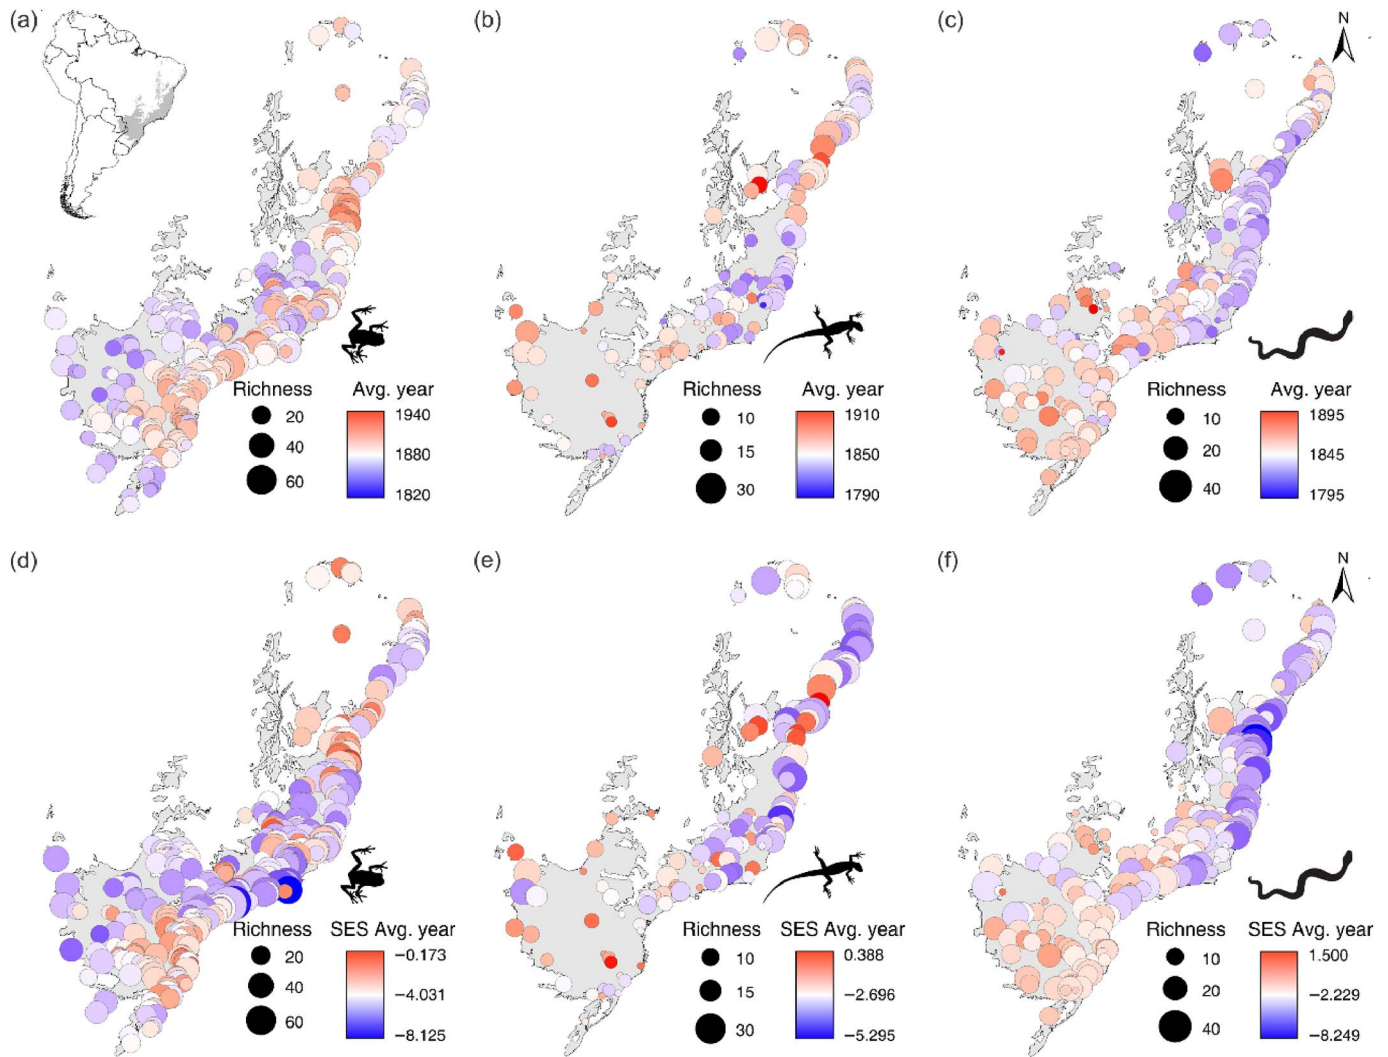 (a)
(b)
(c)
N
Richness
20
40
60
Avg. year
1940
1880
1820
Richness
10
15
30
Avg. year
1910
1850
1790
Richness
10
20
40
Avg. year
1895
1845
1795
(d)
(e)
(f)
N
Richness
20
40
60
SES Avg. year
−0.173
−4.031
−8.125
Richness
10
15
30
SES Avg. year
0.388
−2.696
−5.295
Richness
10
20
40
SES Avg. year
1.500
−2.229
−8.249